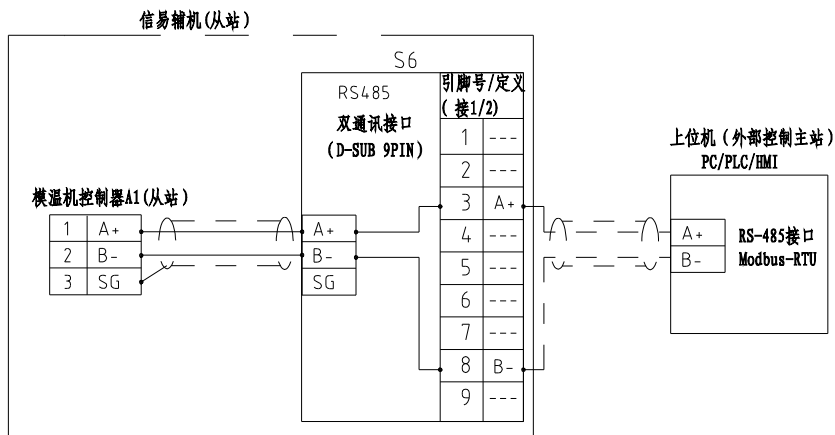 信易辅机(从站)
S6
RS485
双通讯接口
(D-SUB 9PIN)
引脚号/定义
(接1/2)
1 ---
2 ---
3 A+
4 ---
5 ---
6 ---
7 ---
8 B-
9 ---
模温机控制器A1(从站)
1 A+
2 B-
3 SG
A+
B-
SG
上位机(外部控制主站)
PC/PLC/HMI
A+
B-
RS-485接口
Modbus-RTU